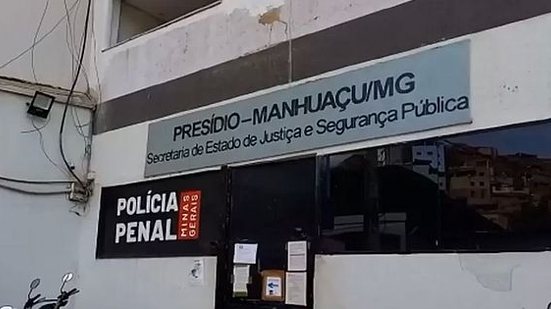 PRESÍDIO-MANHUAÇU/MG
Secretaria de Estado de Justiça e Segurança Pública
POLÍCIA
PENAL
MINAS
GERAIS